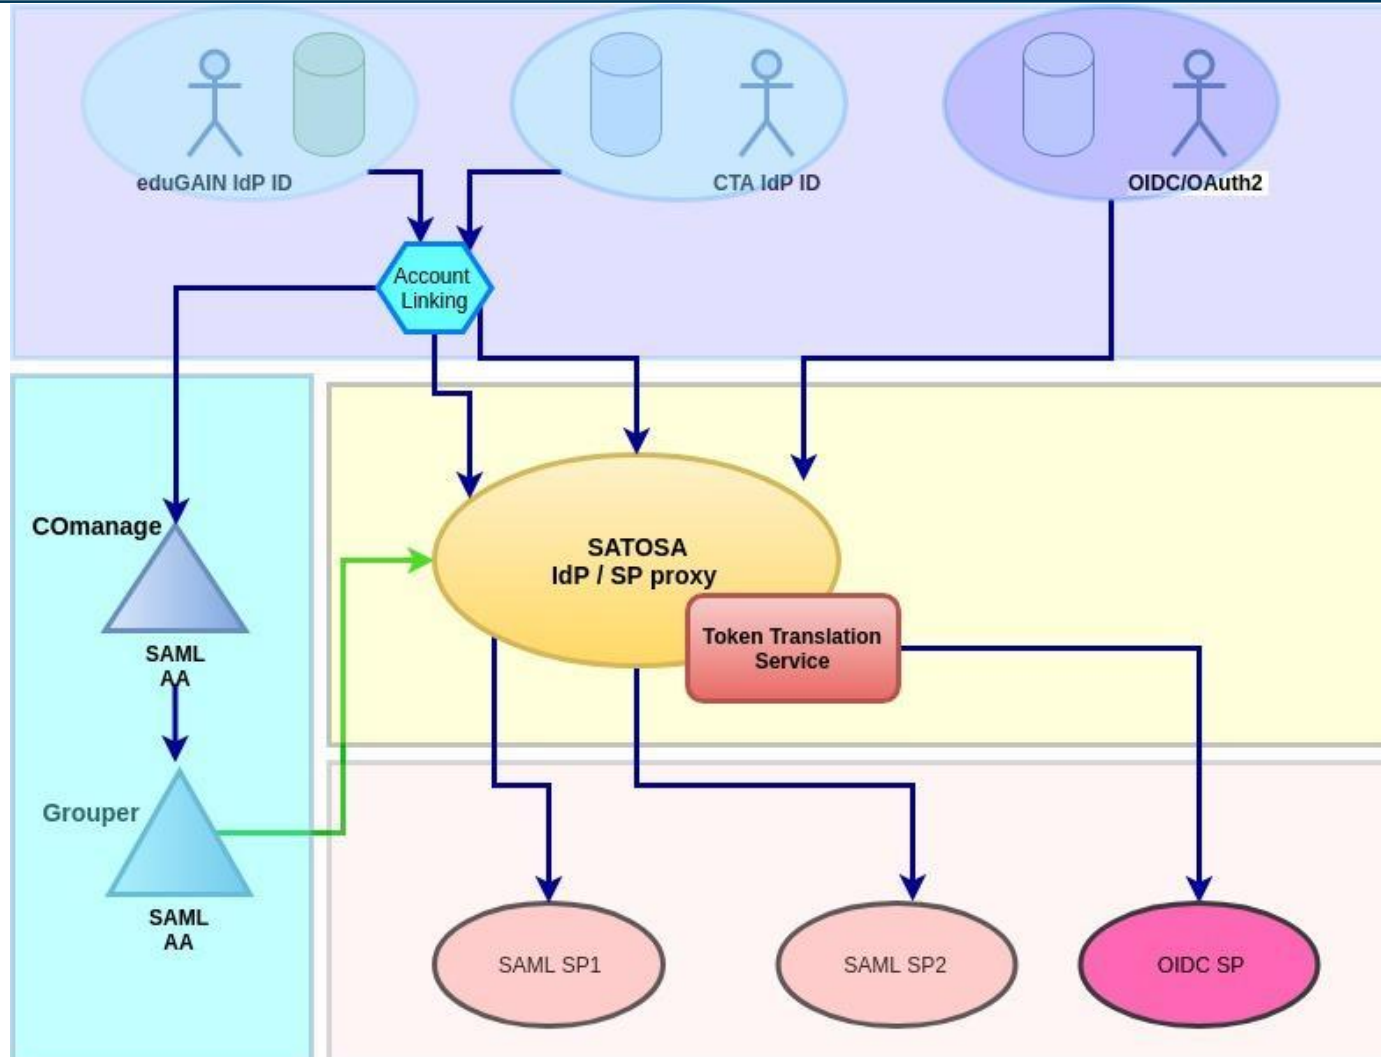 eduGAIN IdP ID
CTA IdP ID
OIDC/OAuth2
Account
Linking
COmanage
SATOSA
IdP / SP proxy
Token Translation
Service
SAML
AA
Grouper
SAML
AA
SAML SP1
SAML SP2
OIDC SP